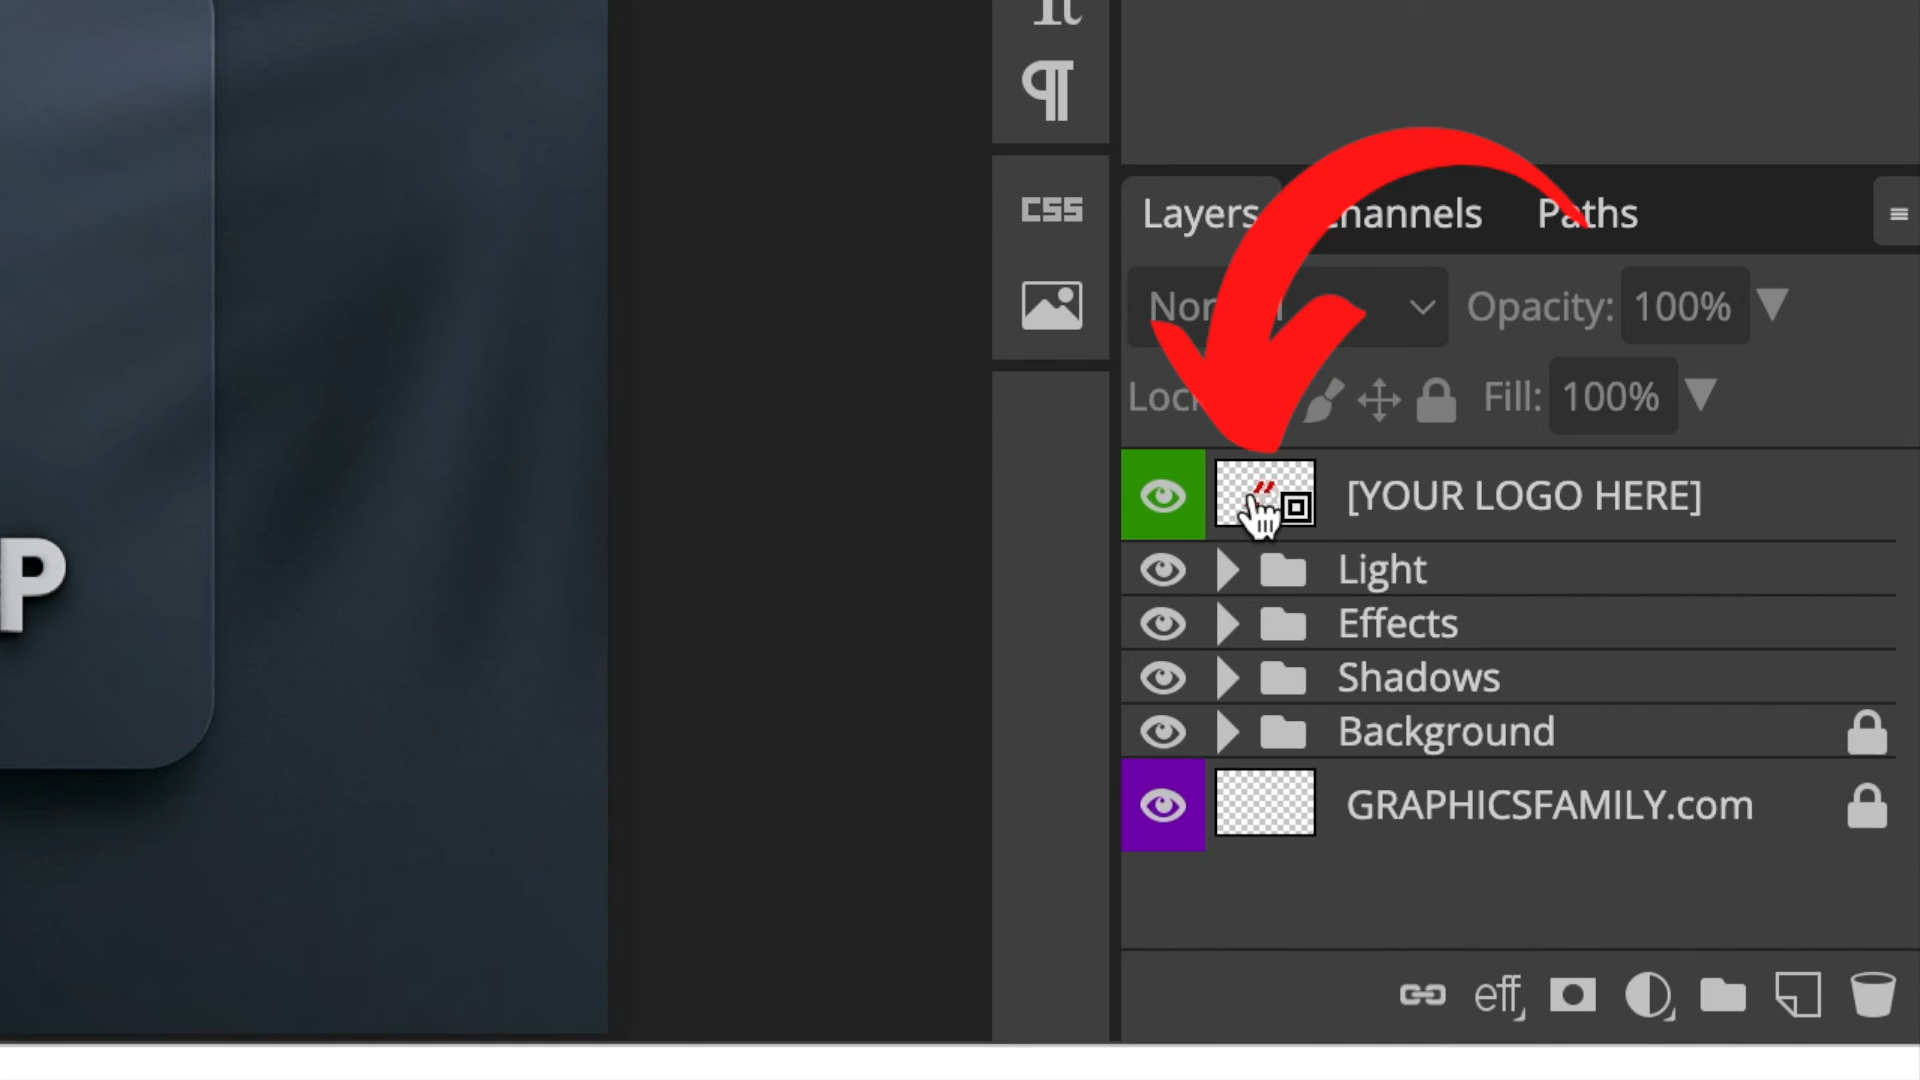 CSS
Layers Channels Paths
Normal Opacity: 100%
Lock: Fill: 100%
[YOUR LOGO HERE]
Light
Effects
Shadows
P
Background
GRAPHICSFAMILY.com
eff